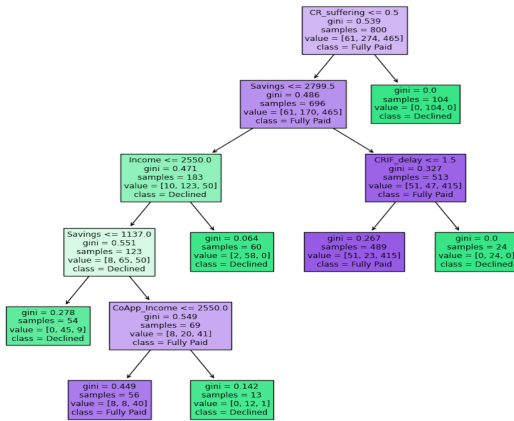 CR_suffering <= 0.5
gini = 0.539
samples = 800
value = [61, 274, 465]
class = Fully Paid
Savings <= 2799.5
gini = 0.486
samples = 696
value = [61, 170, 465]
class = Fully Paid
gini = 0.0
samples = 104
value = [0, 104, 0]
class = Declined
Income <= 2550.0
gini = 0.471
samples = 183
value = [10, 123, 50]
class = Declined
CRIF_delay <= 1.5
gini = 0.327
samples = 513
value = [51, 47, 415]
class = Fully Paid
Savings <= 1137.0
gini = 0.551
samples = 123
value = [8, 65, 50]
class = Declined
gini = 0.064
samples = 60
value = [2, 58, 0]
class = Declined
gini = 0.267
samples = 489
value = [51, 23, 415]
class = Fully Paid
gini = 0.0
samples = 24
value = [0, 24, 0]
class = Declined
gini = 0.278
samples = 54
value = [0, 45, 9]
class = Declined
CoApp_Income <= 2550.0
gini = 0.549
samples = 69
value = [8, 20, 41]
class = Fully Paid
gini = 0.449
samples = 56
value = [8, 8, 40]
class = Fully Paid
gini = 0.142
samples = 13
value = [0, 12, 1]
class = Declined